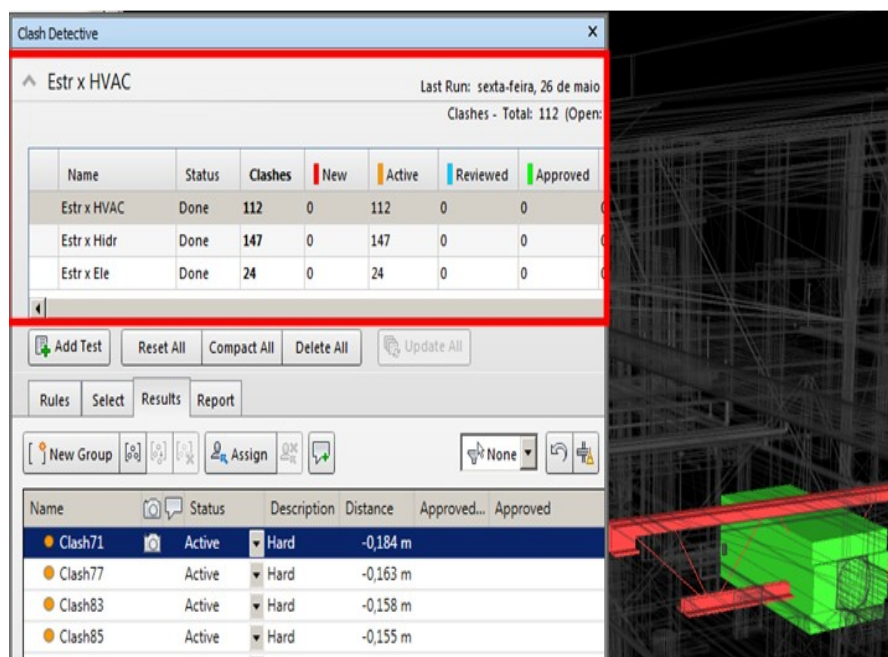 Clash Detective x
Estr x HVAC
Last Run: sexta-feira, 26 de maio
Clashes - Total: 112 (Open:
Name Status Clashes New Active Reviewed Approved
Estr x HVAC Done 112 0 112 0 0
Estr x Hidr Done 147 0 147 0 0
Estr x Ele Done 24 0 24 0 0
Add Test Reset All Compact All Delete All Update All
Rules Select Results Report
New Group Assign None
Name Status Description Distance Approved... Approved
Clash71 Active Hard -0,184 m
Clash77 Active Hard -0,163 m
Clash83 Active Hard -0,158 m
Clash85 Active Hard -0,155 m